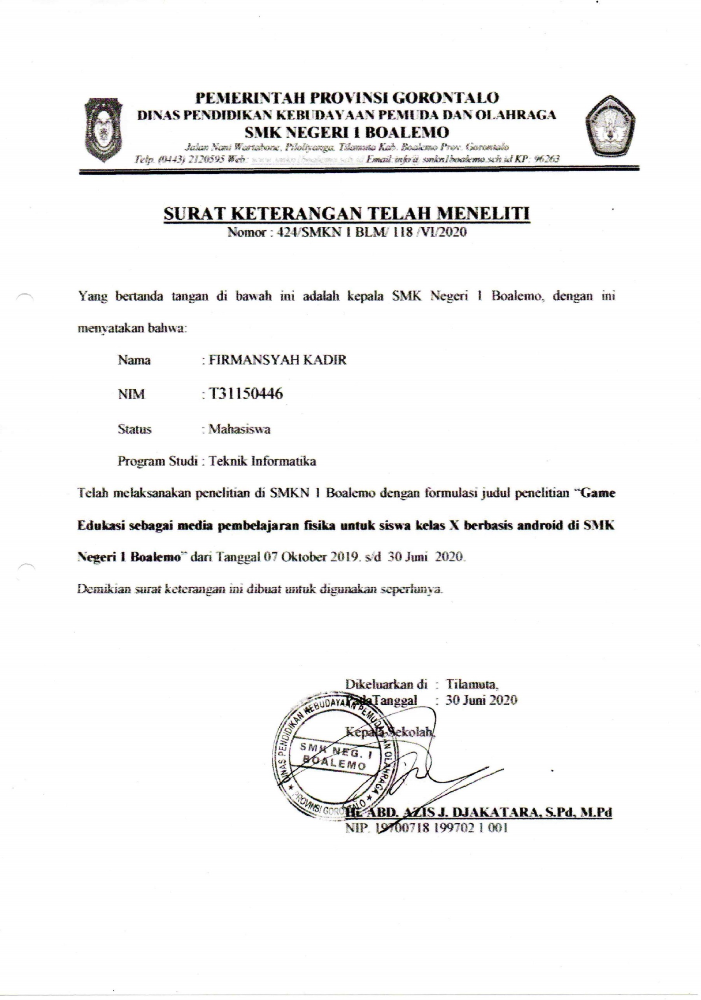 PEMERINTAH PROVINSI GORONTALO
DINAS PENDIDIKAN KEBUDAYAAN PEMUDA DAN OLAHRAGA
SMK NEGERI 1 BOALEMO
Jalan Nani Wartabone, Piloliyanga, Tilamuta Kab. Boalemo Prov. Gorontalo
Telp. (0443) 2120595 Web: www.smkn1boalemo.sch.id Email:info@ smkn1boalemo.sch.id KP: 96263
SURAT KETERANGAN TELAH MENELITI
Nomor : 424/SMKN 1 BLM/ 118 /VI/2020
Yang bertanda tangan di bawah ini adalah kepala SMK Negeri 1 Boalemo, dengan ini
menyatakan bahwa:
Nama : FIRMANSYAH KADIR
NIM : T31150446
Status : Mahasiswa
Program Studi : Teknik Informatika
Telah melaksanakan penelitian di SMKN 1 Boalemo dengan formulasi judul penelitian “Game
Edukasi sebagai media pembelajaran fisika untuk siswa kelas X berbasis android di SMK
Negeri 1 Boalemo” dari Tanggal 07 Oktober 2019. s/d 30 Juni 2020.
Demikian surat keterangan ini dibuat untuk digunakan seperlunya.
Dikeluarkan di : Tilamuta,
PadaTanggal : 30 Juni 2020
Kepala Sekolah,
DINAS PENDIDIKAN KEBUDAYAAN PEMUDA DAN OLAHRAGA
SMK NEG. 1
BOALEMO
★ PROVINSI GORONTALO ★
Hi. ABD. AZIS J. DJAKATARA, S.Pd, M.Pd
NIP. 19700718 199702 1 001